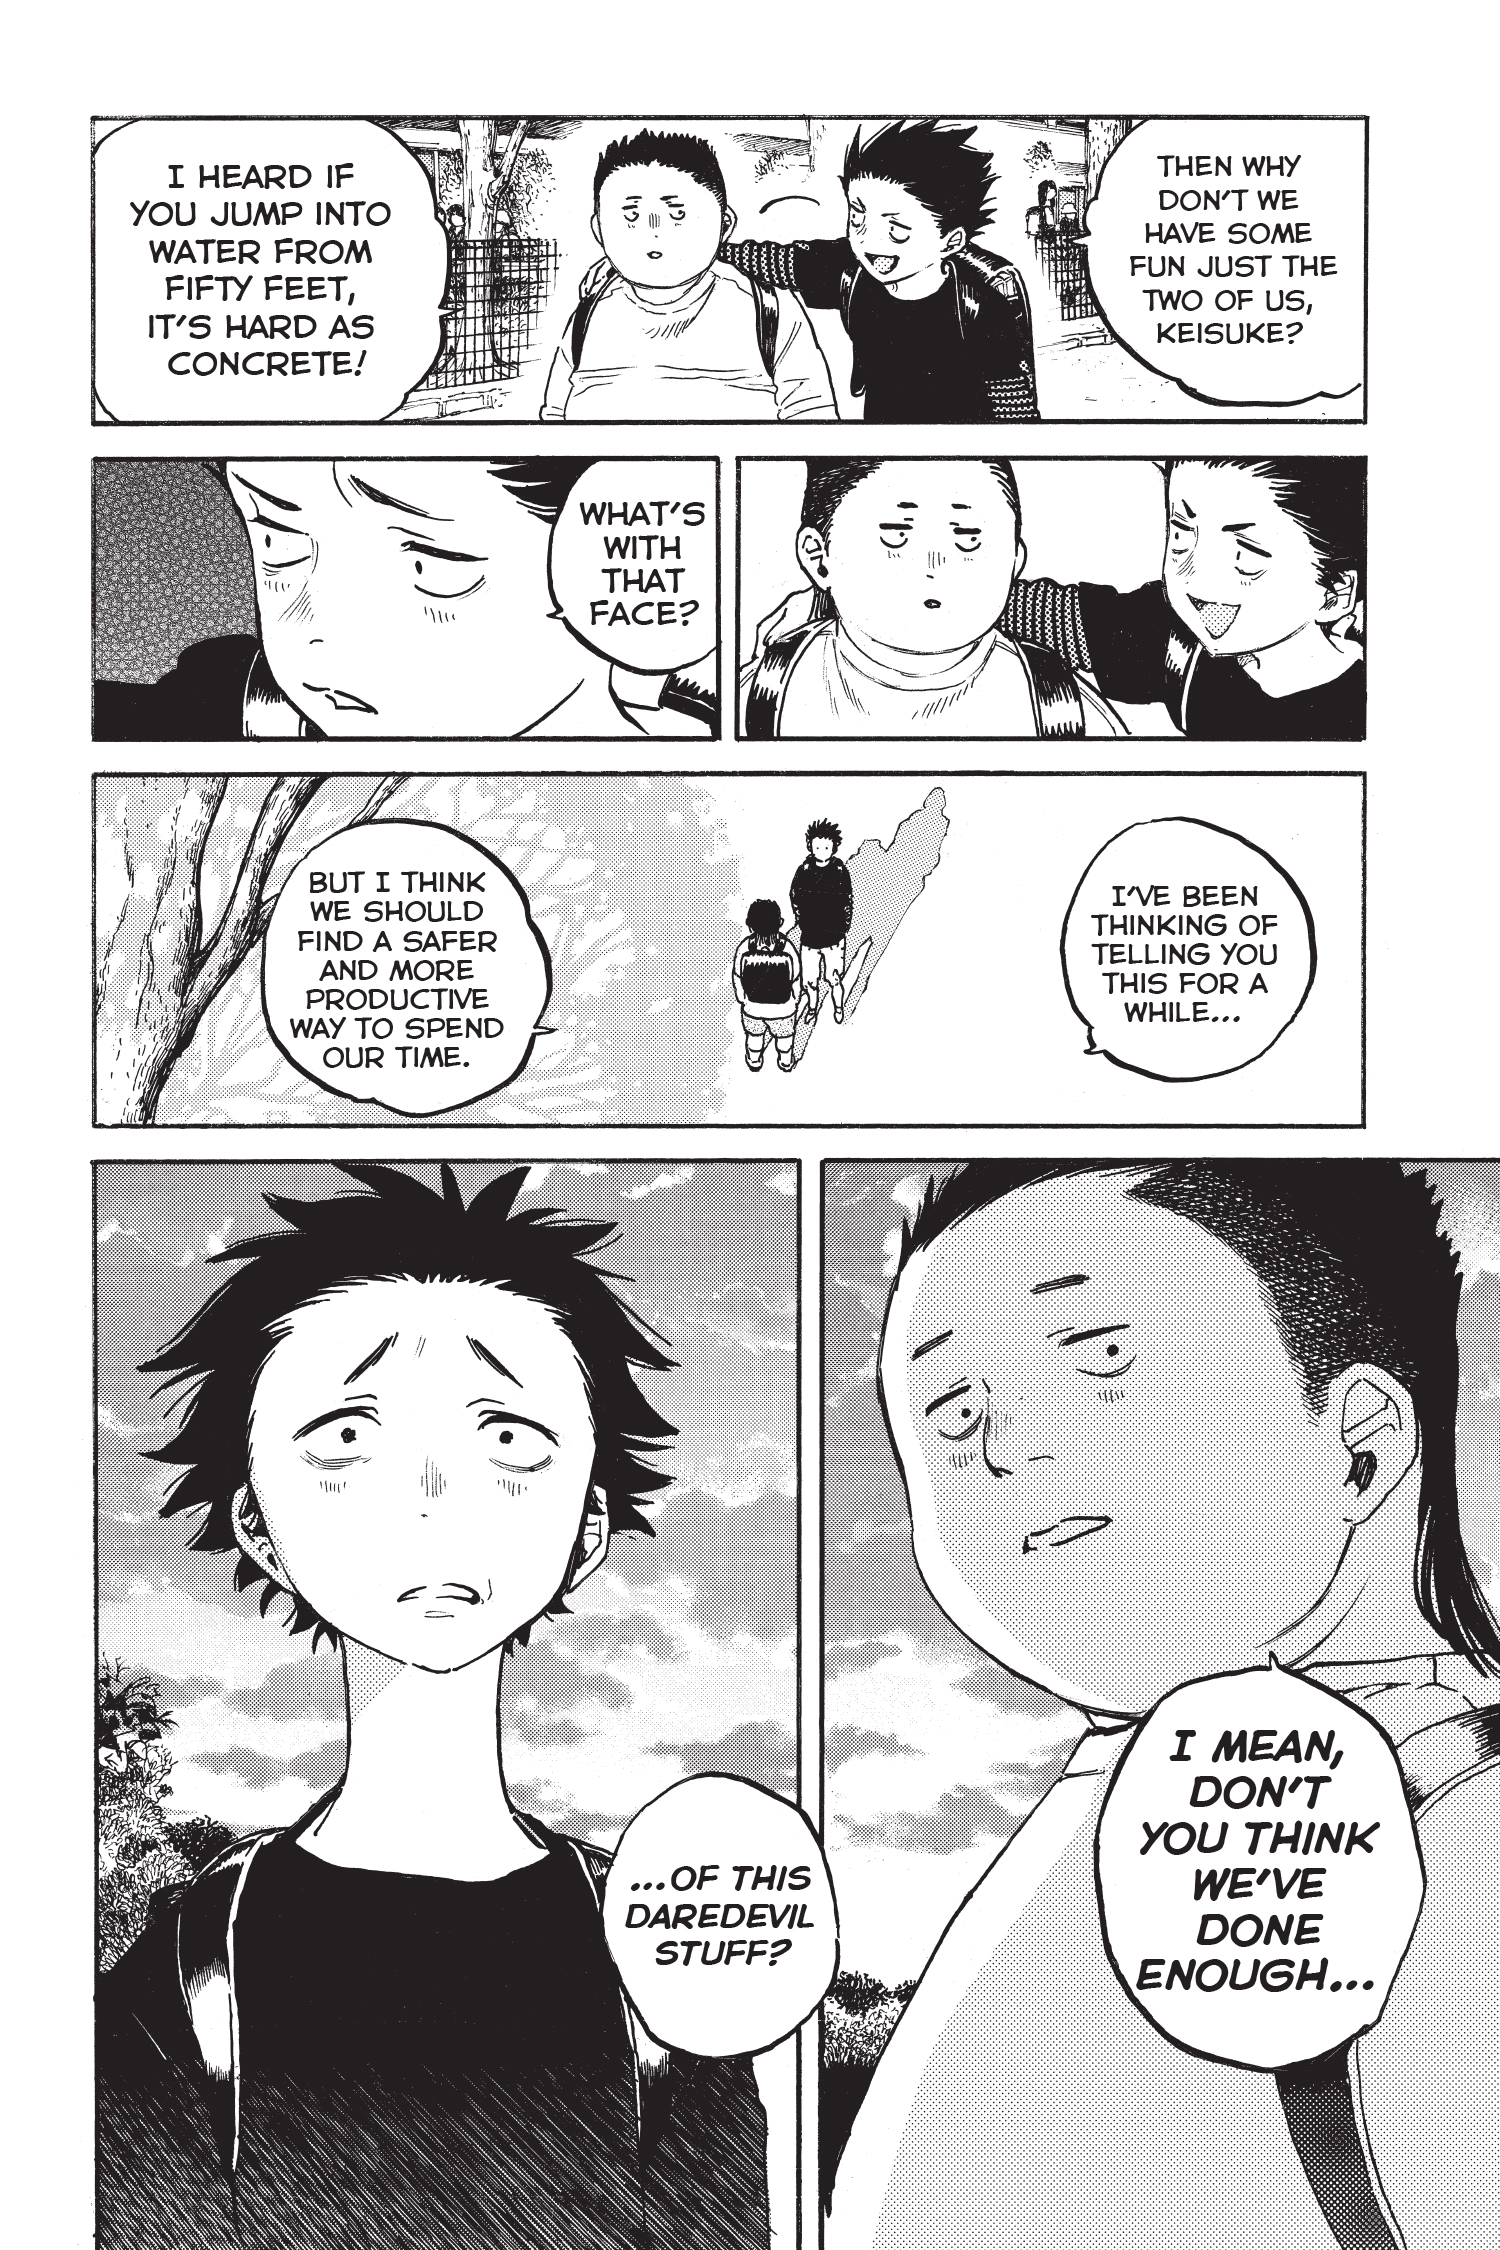 THEN WHY
DON'T WE
HAVE SOME
FUN JUST THE
TWO OF US,
KEISUKE?
I HEARD IF
YOU JUMP INTO
WATER FROM
FIFTY FEET,
IT'S HARD AS
CONCRETE!
WHAT'S
WITH
THAT
FACE?
I'VE BEEN
THINKING OF
TELLING YOU
THIS FOR A
WHILE...
BUT I THINK
WE SHOULD
FIND A SAFER
AND MORE
PRODUCTIVE
WAY TO SPEND
OUR TIME.
I MEAN,
DON'T
YOU THINK
WE'VE
DONE
ENOUGH...
...OF THIS
DAREDEVIL
STUFF?